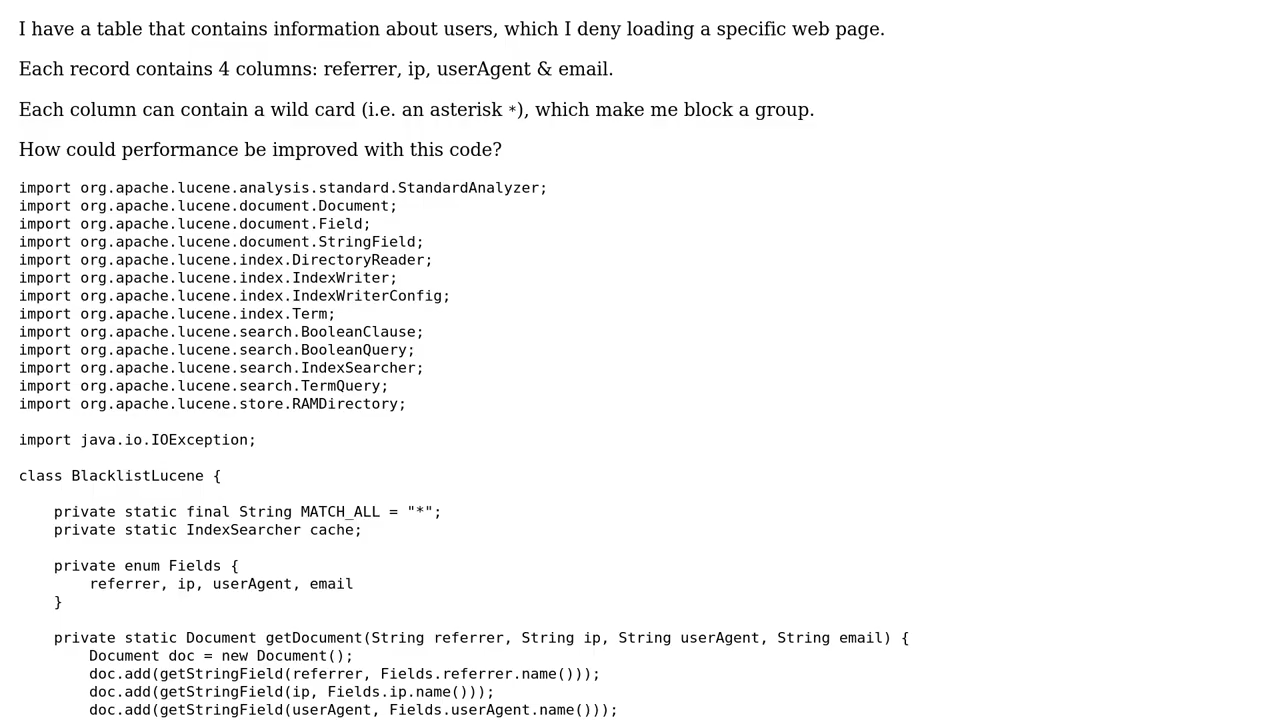 I have a table that contains information about users, which I deny loading a specific web page.
Each record contains 4 columns: referrer, ip, userAgent & email.
Each column can contain a wild card (i.e. an asterisk *), which make me block a group.
How could performance be improved with this code?
import org.apache.lucene.analysis.standard.StandardAnalyzer;
import org.apache.lucene.document.Document;
import org.apache.lucene.document.Field;
import org.apache.lucene.document.StringField;
import org.apache.lucene.index.DirectoryReader;
import org.apache.lucene.index.IndexWriter;
import org.apache.lucene.index.IndexWriterConfig;
import org.apache.lucene.index.Term;
import org.apache.lucene.search.BooleanClause;
import org.apache.lucene.search.BooleanQuery;
import org.apache.lucene.search.IndexSearcher;
import org.apache.lucene.search.TermQuery;
import org.apache.lucene.store.RAMDirectory;
import java.io.IOException;
class BlacklistLucene {
    private static final String MATCH_ALL = "*";
    private static IndexSearcher cache;
    private enum Fields {
        referrer, ip, userAgent, email
    }
    private static Document getDocument(String referrer, String ip, String userAgent, String email) {
        Document doc = new Document();
        doc.add(getStringField(referrer, Fields.referrer.name()));
        doc.add(getStringField(ip, Fields.ip.name()));
        doc.add(getStringField(userAgent, Fields.userAgent.name()));